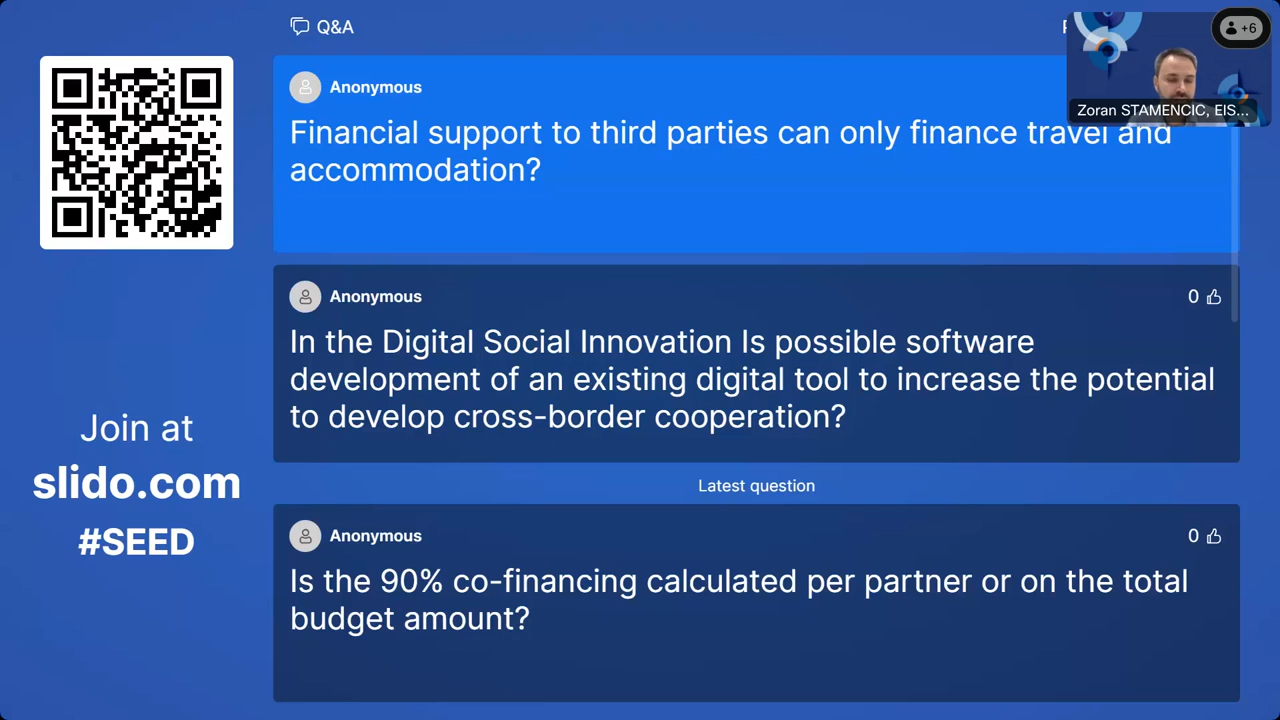 Q&A
Anonymous
+6
Zoran STAMENCIC, EIS...
Financial support to third parties can only finance travel and
accommodation?
Anonymous
0
In the Digital Social Innovation Is possible software
development of an existing digital tool to increase the potential
to develop cross-border cooperation?
Join at
slido.com
#SEED
Latest question
Anonymous
0
Is the 90% co-financing calculated per partner or on the total
budget amount?